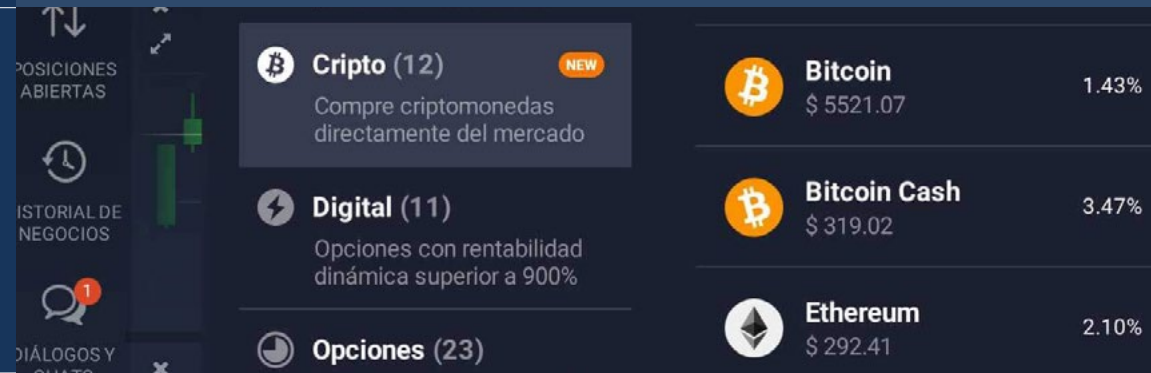 POSICIONES
ABIERTAS
HISTORIAL DE
NEGOCIOS
1
DIÁLOGOS Y
Cripto (12)
NEW
Compre criptomonedas
directamente del mercado
Digital (11)
Opciones con rentabilidad
dinámica superior a 900%
Opciones (23)
Bitcoin
1.43%
$ 5521.07
Bitcoin Cash
3.47%
$ 319.02
Ethereum
2.10%
$ 292.41